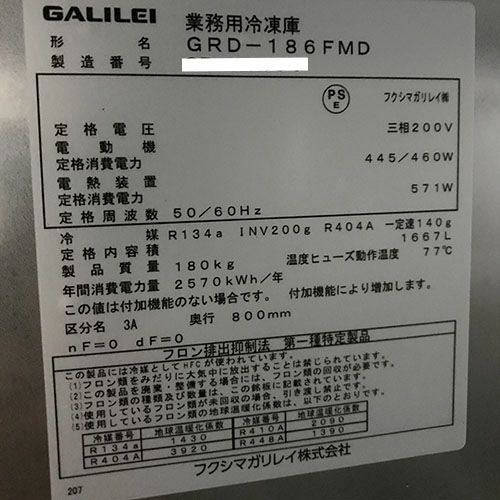 GALILEI 業務用冷凍庫
形名 GRD-186FMD
製造番号
PS E フクシマガリレイ㈱
定格電圧 三相200V
電動機
定格消費電力 445/460W
電熱装置
定格消費電力 571W
定格周波数 50/60Hz
冷媒 R134a INV200g R404A 一定速140g
定格内容積 1667L
製品質量 180kg 温度ヒューズ動作温度 77℃
年間消費電力量 2570kWh/年
この値は付加機能のない場合です。 付加機能により増加します。
区分名 3A 奥行 800mm
nF=0 dF=0
フロン排出抑制法 第一種特定製品
この製品には冷媒としてHFCが使われています。
(1)フロン類をみだりに大気中に放出することは禁じられています。
(2)この製品を廃棄・整備する場合には、フロン類の回収が必要です。
(3)フロン類の種類及び数量は、この銘板に記載されています。
(4)使用しているフロン類が未回収の場合、引き渡し禁止です。
(5)使用しているフロン類の地球温暖化係数は、以下のとおりです。
冷媒番号 地球温暖化係数 冷媒番号 地球温暖化係数
R134a 1430 R410A 2090
R404A 3920 R448A 1390
フクシマガリレイ株式会社
207